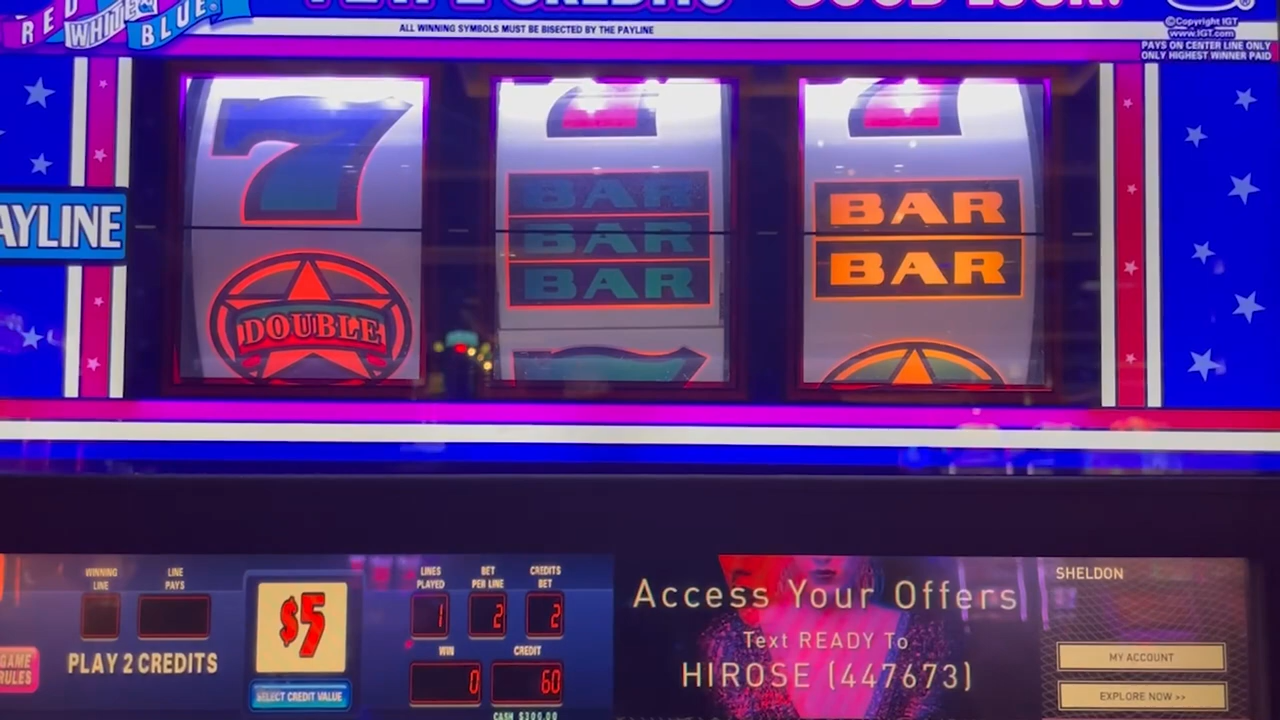 RED
WHITE &
BLUE
PLAY 2 CREDITS GOOD LUCK!
ALL WINNING SYMBOLS MUST BE BISECTED BY THE PAYLINE
©Copyright IGT
www.IGT.com
PAYS ON CENTER LINE ONLY
ONLY HIGHEST WINNER PAID
7
BAR
BAR
BAR
BAR
BAR
AYLINE
DOUBLE
WINNING LINE
LINE PAYS
$5
LINES PLAYED
BET PER LINE
CREDITS BET
1
2
2
GAME RULES
PLAY 2 CREDITS
SELECT CREDIT VALUE
WIN
CREDIT
0
60
CASH $300.00
Access Your Offers
Text READY To
HIROSE (447673)
SHELDON
MY ACCOUNT
EXPLORE NOW >>